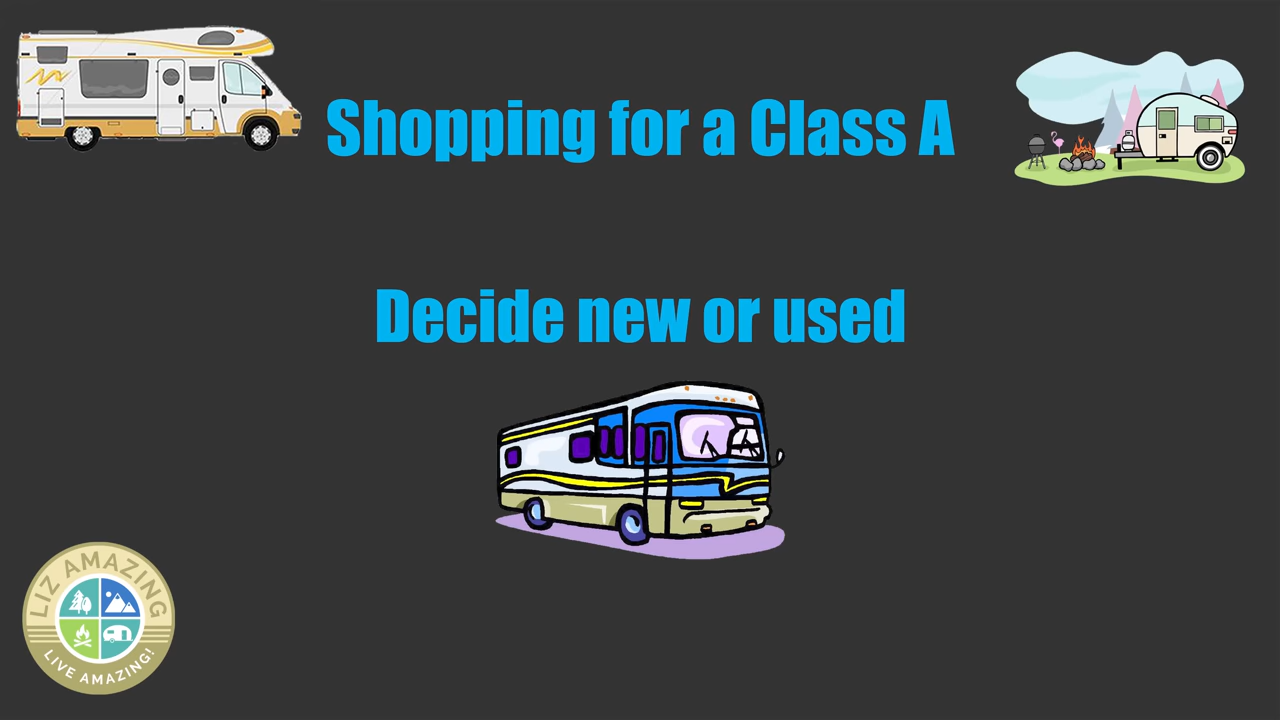 Shopping for a Class A
Decide new or used
LIZ AMAZING
LIVE AMAZING!